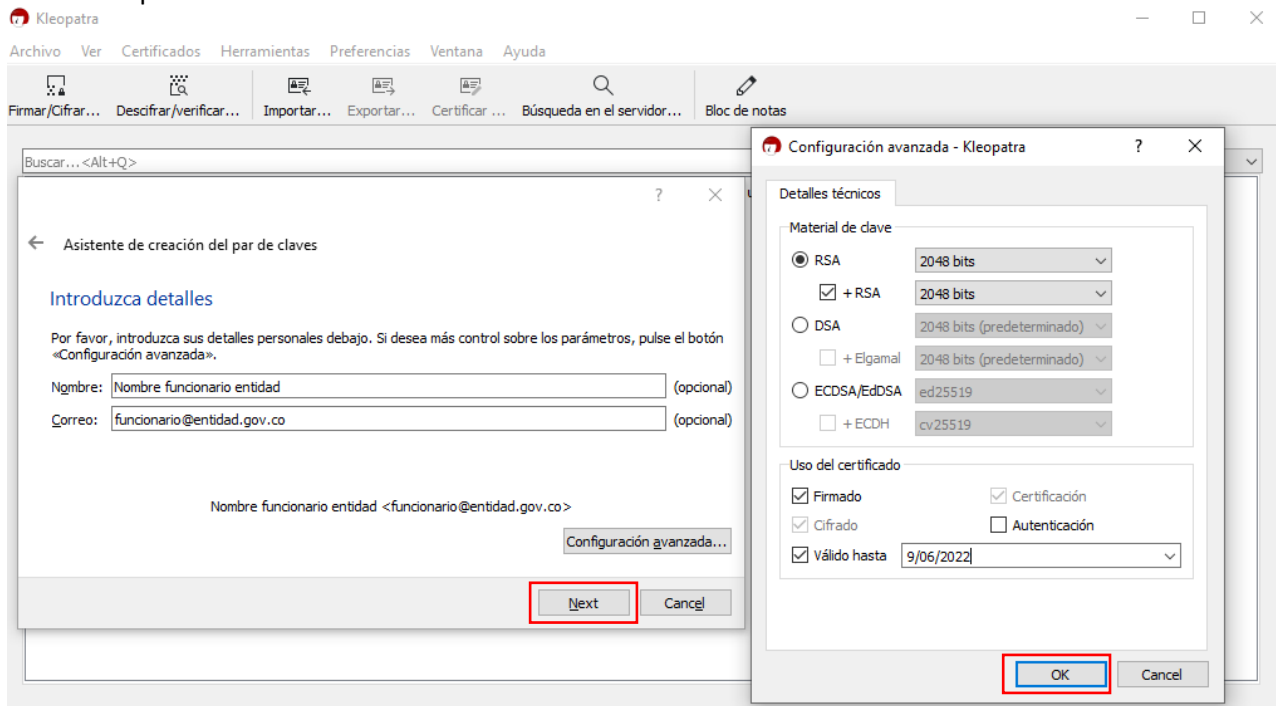 Kleopatra
Archivo Ver Certificados Herramientas Preferencias Ventana Ayuda
Firmar/Cifrar... Descifrar/verificar... Importar... Exportar... Certificar ... Búsqueda en el servidor... Bloc de notas
Buscar...<Alt+Q>
Asistente de creación del par de claves
Introduzca detalles
Por favor, introduzca sus detalles personales debajo. Si desea más control sobre los parámetros, pulse el botón
«Configuración avanzada».
Nombre: Nombre funcionario entidad (opcional)
Correo: funcionario@entidad.gov.co (opcional)
Nombre funcionario entidad <funcionario@entidad.gov.co>
Configuración avanzada...
Next Cancel
Configuración avanzada - Kleopatra ?
Detalles técnicos
Material de clave
RSA 2048 bits
+ RSA 2048 bits
DSA 2048 bits (predeterminado)
+ Elgamal 2048 bits (predeterminado)
ECDSA/EdDSA ed25519
+ ECDH cv25519
Uso del certificado
Firmado Certificación
Cifrado Autenticación
Válido hasta 9/06/2022
OK Cancel